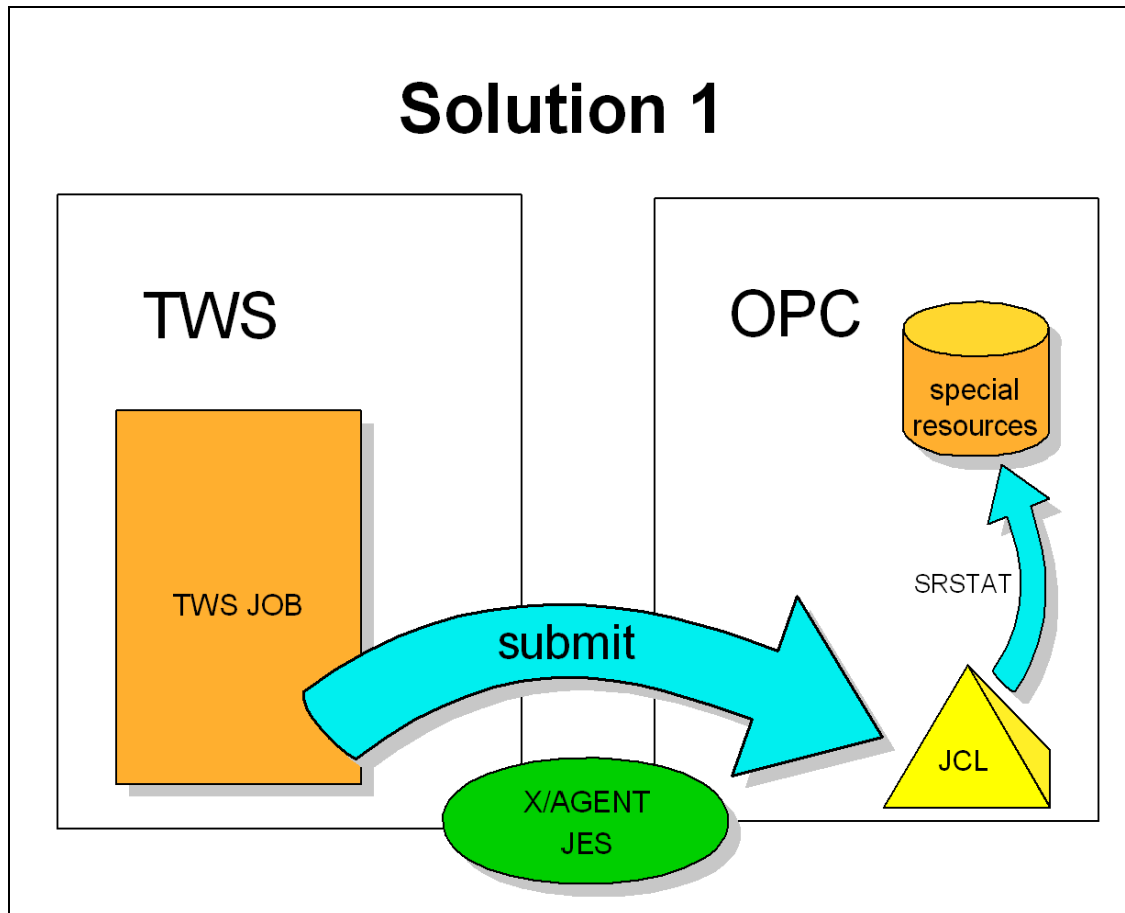 Solution 1
TWS
OPC
special
resources
TWS JOB
SRSTAT
submit
JCL
X/AGENT
JES